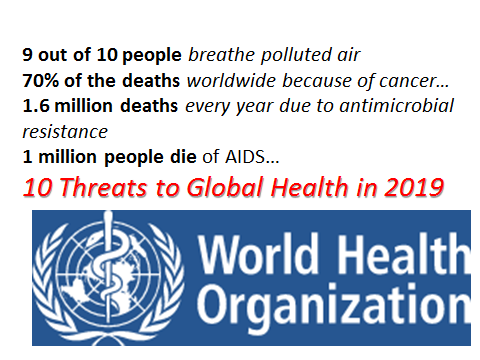 9 out of 10 people breathe polluted air
70% of the deaths worldwide because of cancer…
1.6 million deaths every year due to antimicrobial
resistance
1 million people die of AIDS…
10 Threats to Global Health in 2019
World Health
Organization